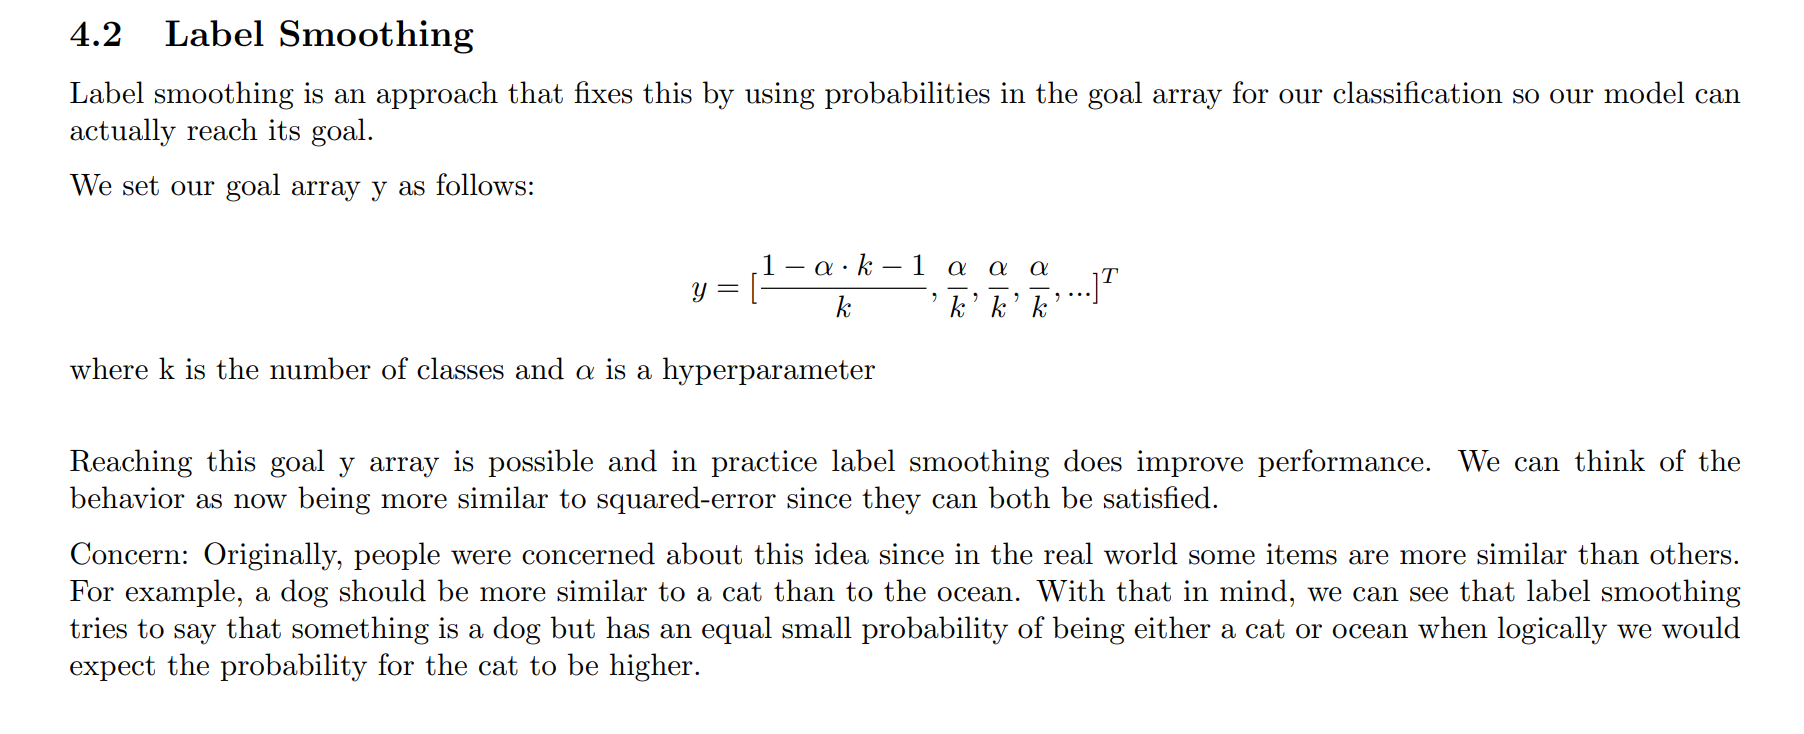 4.2 Label Smoothing
Label smoothing is an approach that fixes this by using probabilities in the goal array for our classification so our model can
actually reach its goal.
We set our goal array y as follows:
y = [\frac{1 − α · k − 1}{k}, \frac{α}{k}, \frac{α}{k}, \frac{α}{k}, ...]^T
where k is the number of classes and α is a hyperparameter
Reaching this goal y array is possible and in practice label smoothing does improve performance. We can think of the
behavior as now being more similar to squared-error since they can both be satisfied.
Concern: Originally, people were concerned about this idea since in the real world some items are more similar than others.
For example, a dog should be more similar to a cat than to the ocean. With that in mind, we can see that label smoothing
tries to say that something is a dog but has an equal small probability of being either a cat or ocean when logically we would
expect the probability for the cat to be higher.